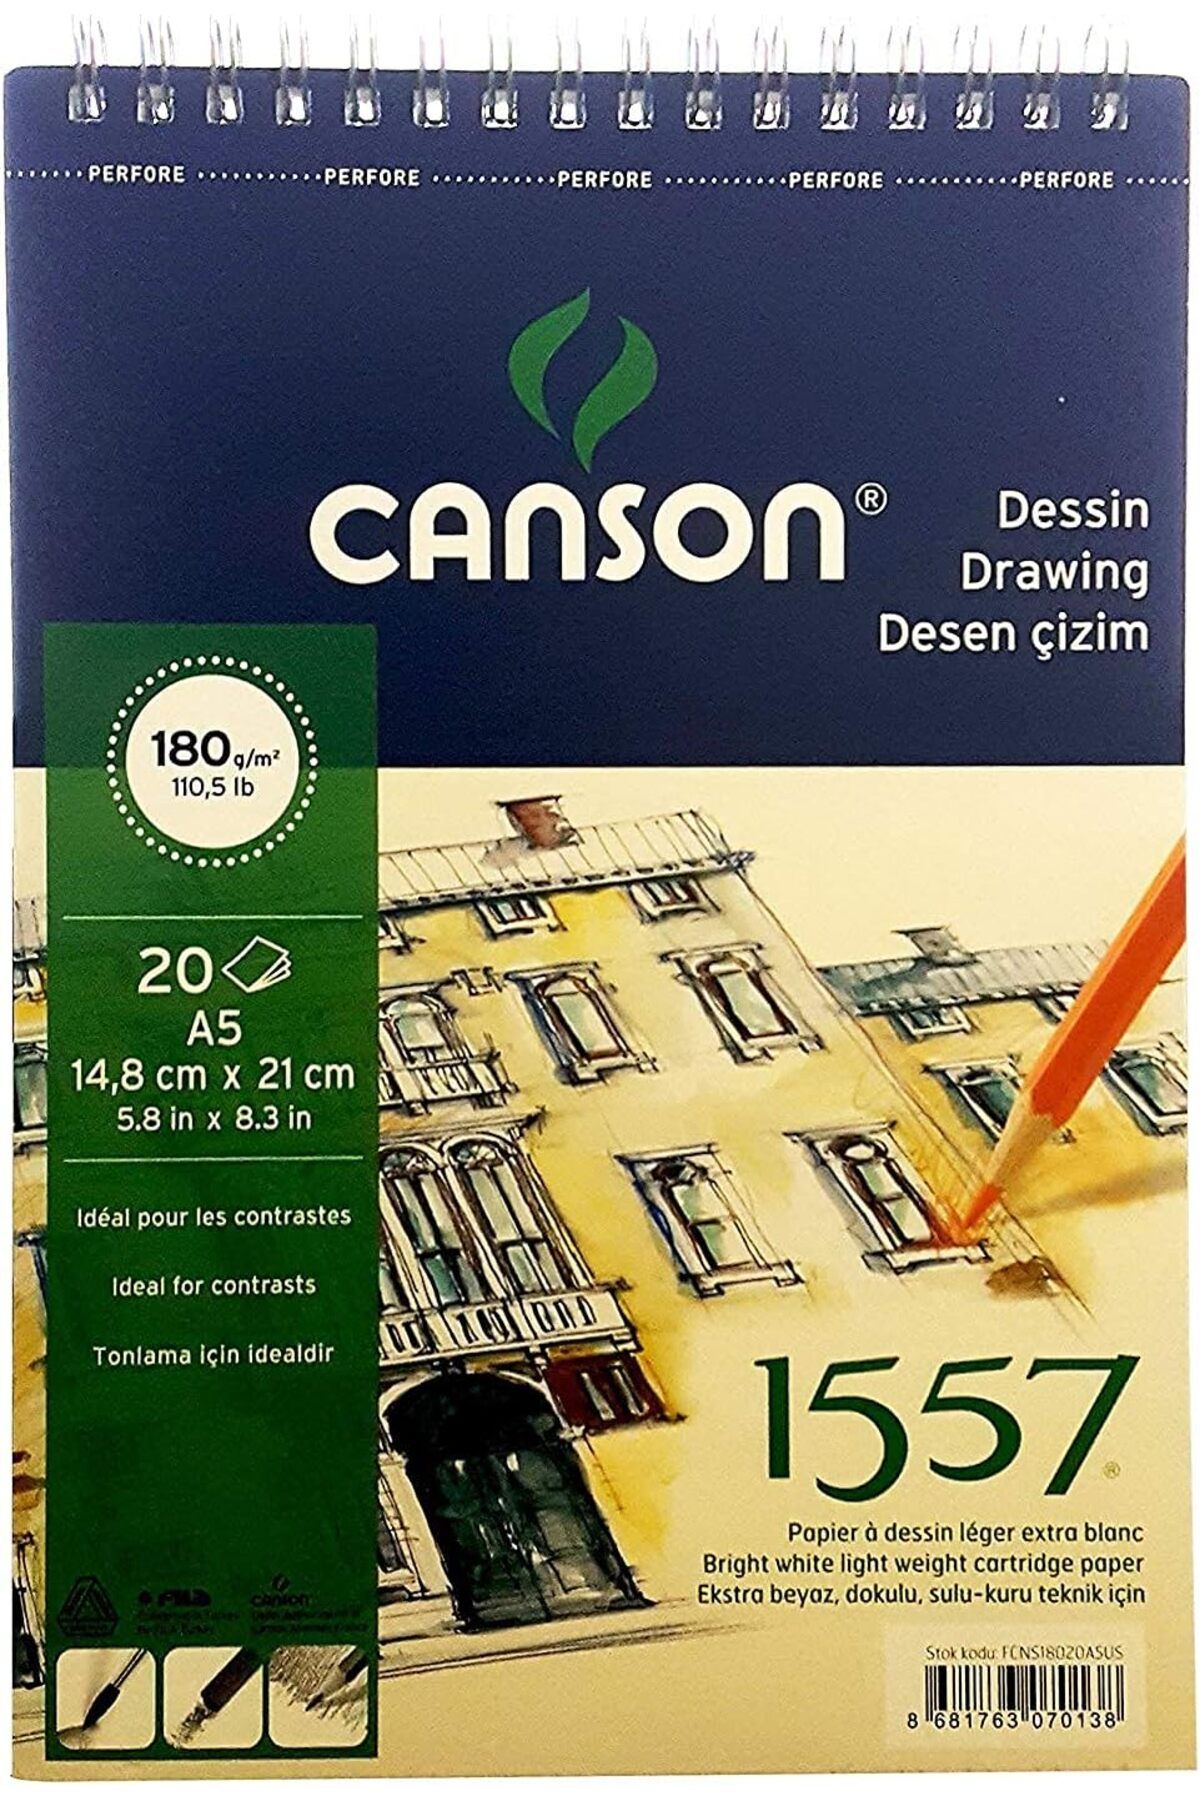 PERFORE PERFORE PERFORE PERFORE PERFORE
CANSON®
Dessin
Drawing
Desen çizim
180 g/m²
110,5 lb
20
A5
14,8 cm x 21 cm
5.8 in x 8.3 in
Idéal pour les contrastes
Ideal for contrasts
Tonlama için idealdir
1557®
Papier à dessin léger extra blanc
Bright white light weight cartridge paper
Ekstra beyaz, dokulu, sulu-kuru teknik için
FILA
CANSON
Stok kodu: FCNS18020A5US
8 681763 070138